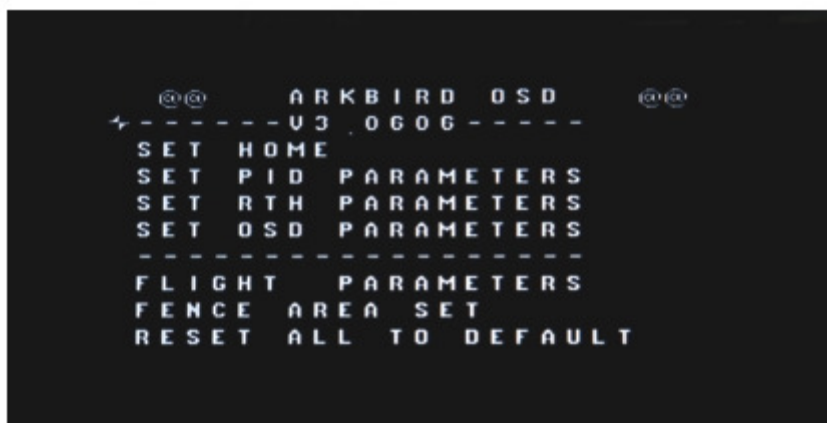 @@ ARKBIRD OSD @@
-------V3.0606-----
SET HOME
SET PID PARAMETERS
SET RTH PARAMETERS
SET OSD PARAMETERS
------------------
FLIGHT PARAMETERS
FENCE AREA SET
RESET ALL TO DEFAULT